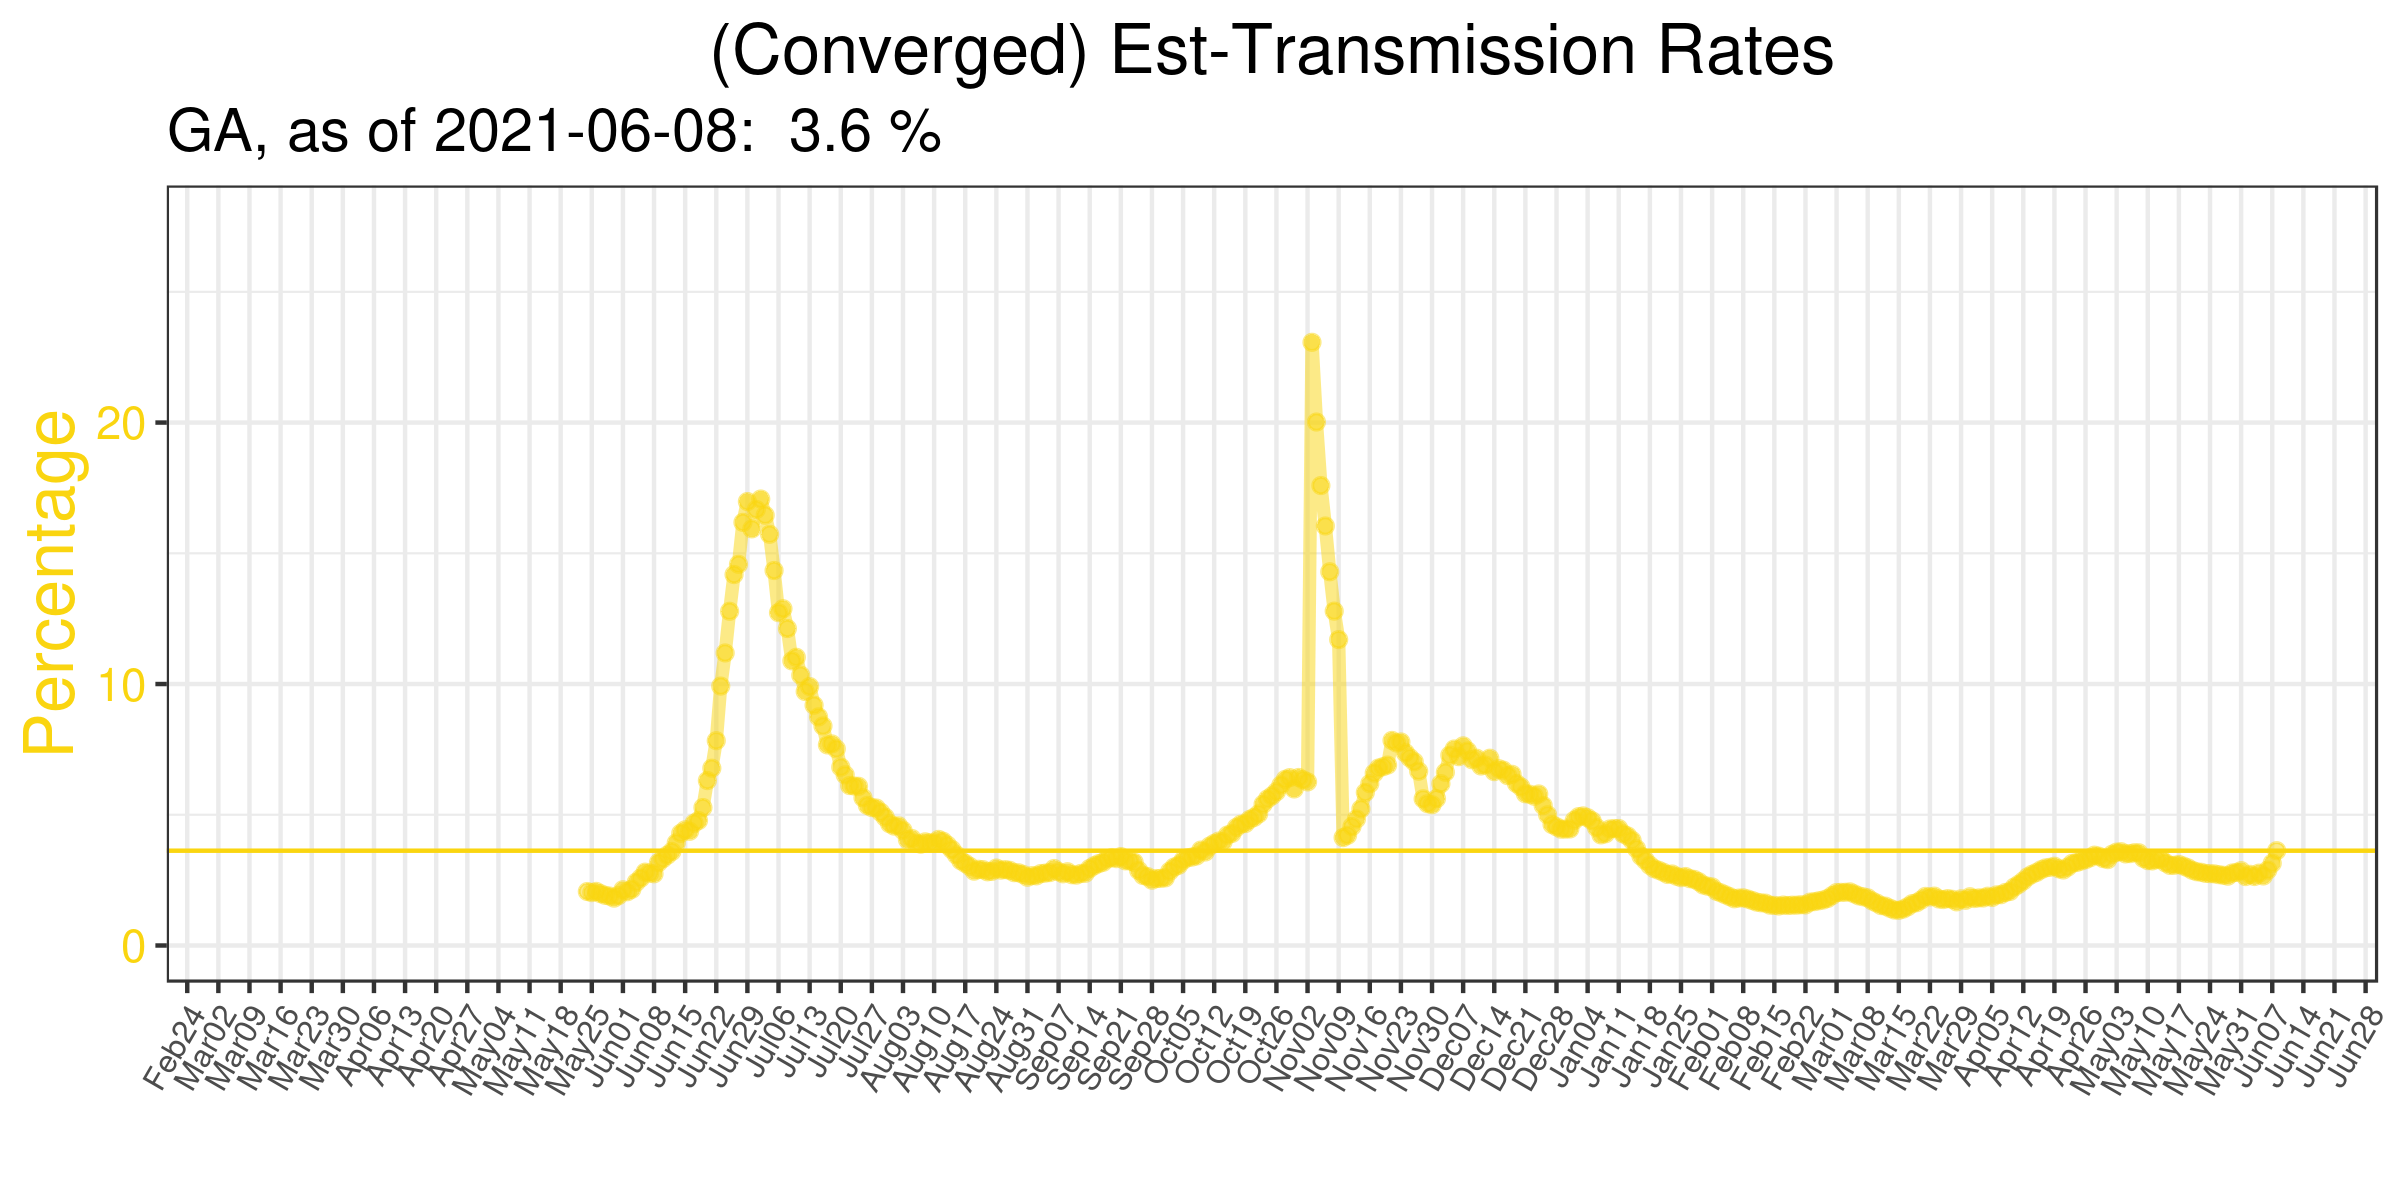 (Converged) Est-Transmission Rates
GA, as of 2021-06-08:  3.6 %
Percentage
20
10
0
Feb24
Mar02
Mar09
Mar16
Mar23
Mar30
Apr06
Apr13
Apr20
Apr27
May04
May11
May18
May25
Jun01
Jun08
Jun15
Jun22
Jun29
Jul06
Jul13
Jul20
Jul27
Aug03
Aug10
Aug17
Aug24
Aug31
Sep07
Sep14
Sep21
Sep28
Oct05
Oct12
Oct19
Oct26
Nov02
Nov09
Nov16
Nov23
Nov30
Dec07
Dec14
Dec21
Dec28
Jan04
Jan11
Jan18
Jan25
Feb01
Feb08
Feb15
Feb22
Mar01
Mar08
Mar15
Mar22
Mar29
Apr05
Apr12
Apr19
Apr26
May03
May10
May17
May24
May31
Jun07
Jun14
Jun21
Jun28